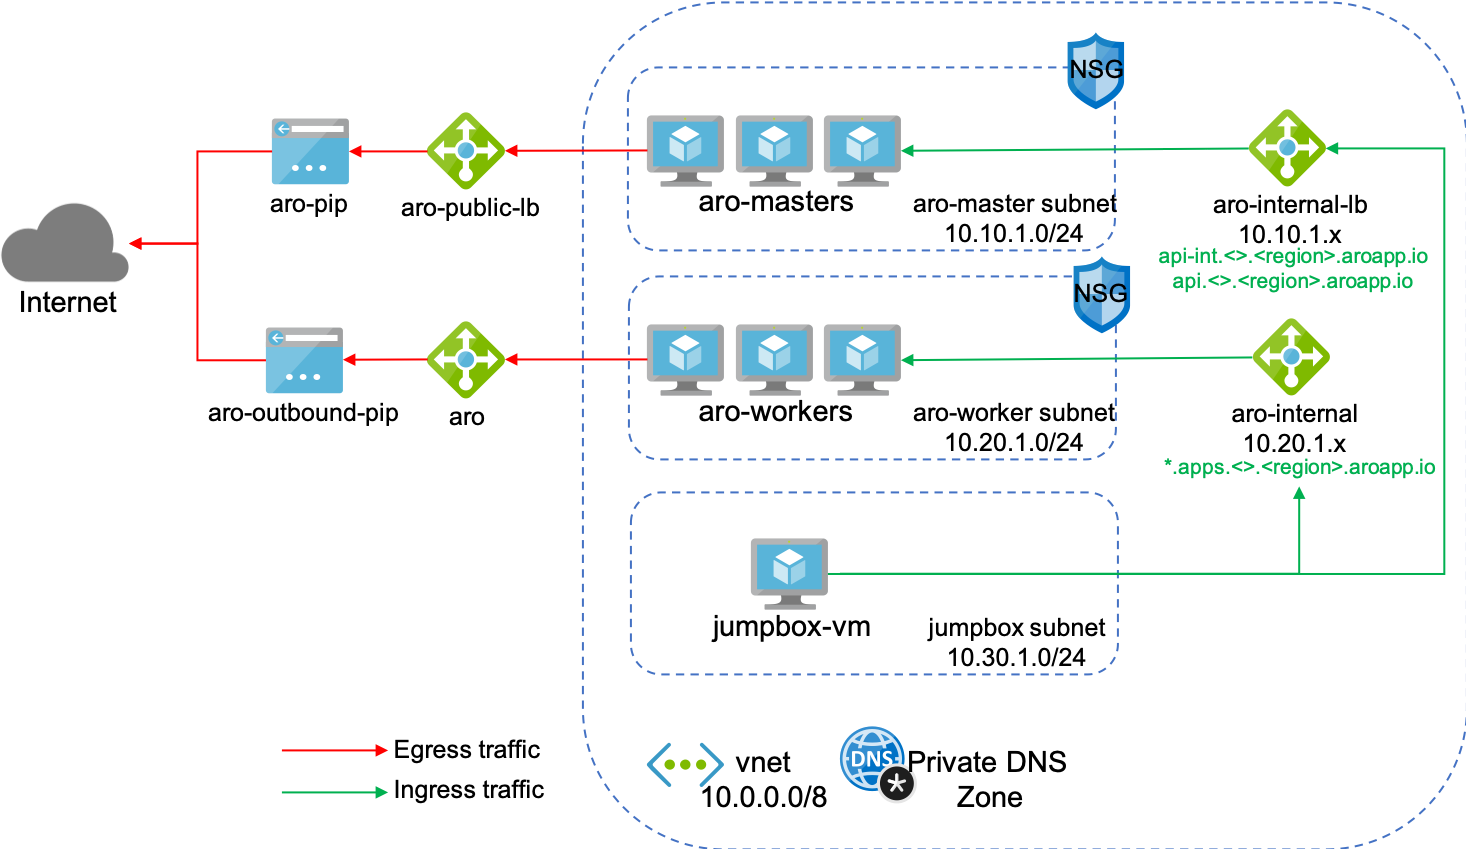 NSG
aro-pip
aro-public-lb
aro-masters
aro-master subnet
10.10.1.0/24
aro-internal-lb
10.10.1.x
api-int.<>.<region>.aroapp.io
api.<>.<region>.aroapp.io
Internet
NSG
aro-outbound-pip
aro
aro-workers
aro-worker subnet
10.20.1.0/24
aro-internal
10.20.1.x
*.apps.<>.<region>.aroapp.io
jumpbox-vm
jumpbox subnet
10.30.1.0/24
Egress traffic
Ingress traffic
vnet
10.0.0.0/8
DNS
*
Private DNS
Zone